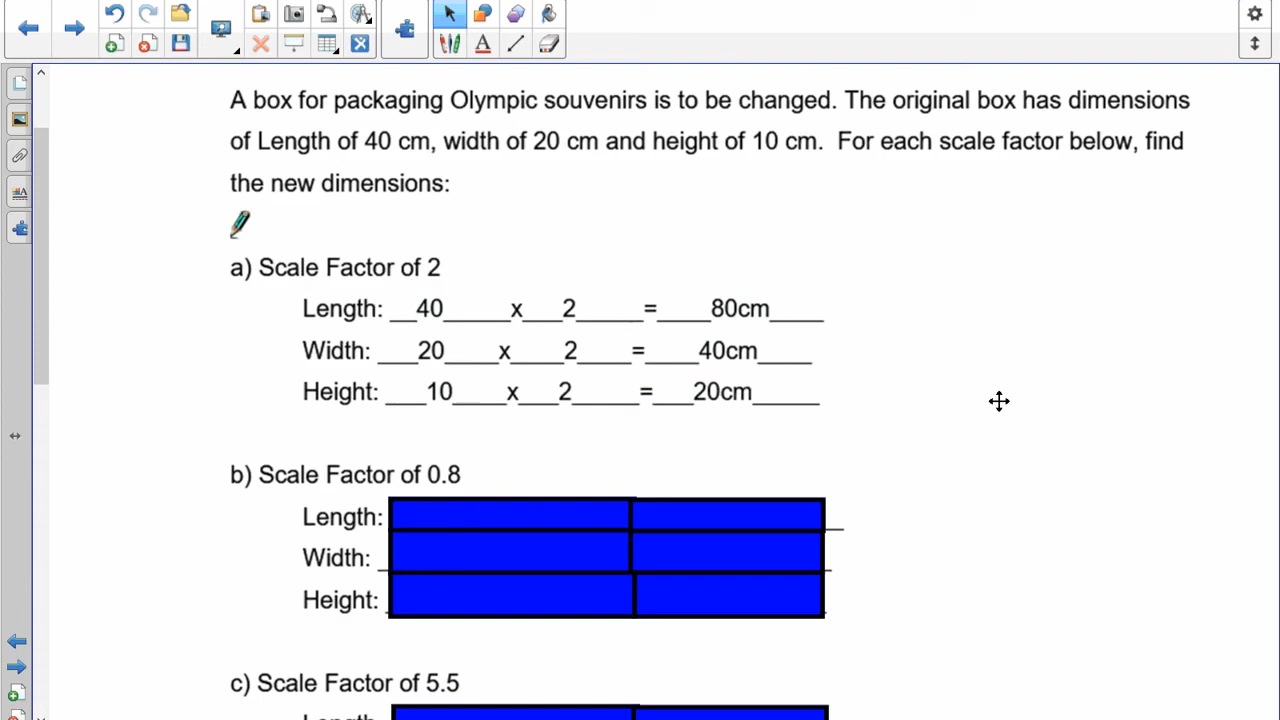 A box for packaging Olympic souvenirs is to be changed. The original box has dimensions
of Length of 40 cm, width of 20 cm and height of 10 cm. For each scale factor below, find
the new dimensions:
a) Scale Factor of 2
Length: __40_____x___2_____=____80cm____
Width: ___20____x____2____=____40cm____
Height: ___10____x___2_____=___20cm_____
b) Scale Factor of 0.8
Length:
Width:
Height:
c) Scale Factor of 5.5
Length: